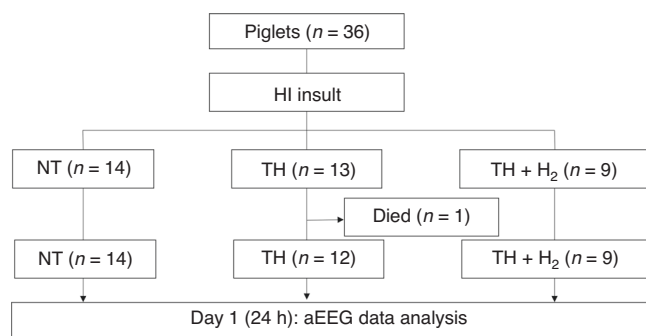 Piglets (n = 36)
HI insult
NT (n = 14)
TH (n = 13)
TH + H₂ (n = 9)
Died (n = 1)
NT (n = 14)
TH (n = 12)
TH + H₂ (n = 9)
Day 1 (24 h): aEEG data analysis